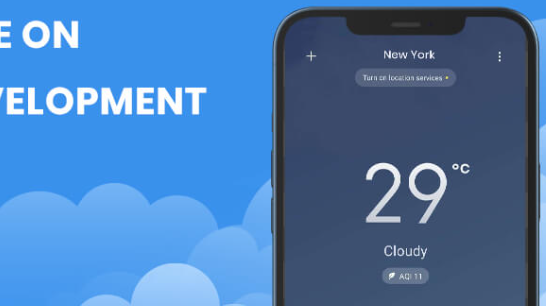 E ON
VELOPMENT
New York
Turn on location services
29°C
Cloudy
AQI 11